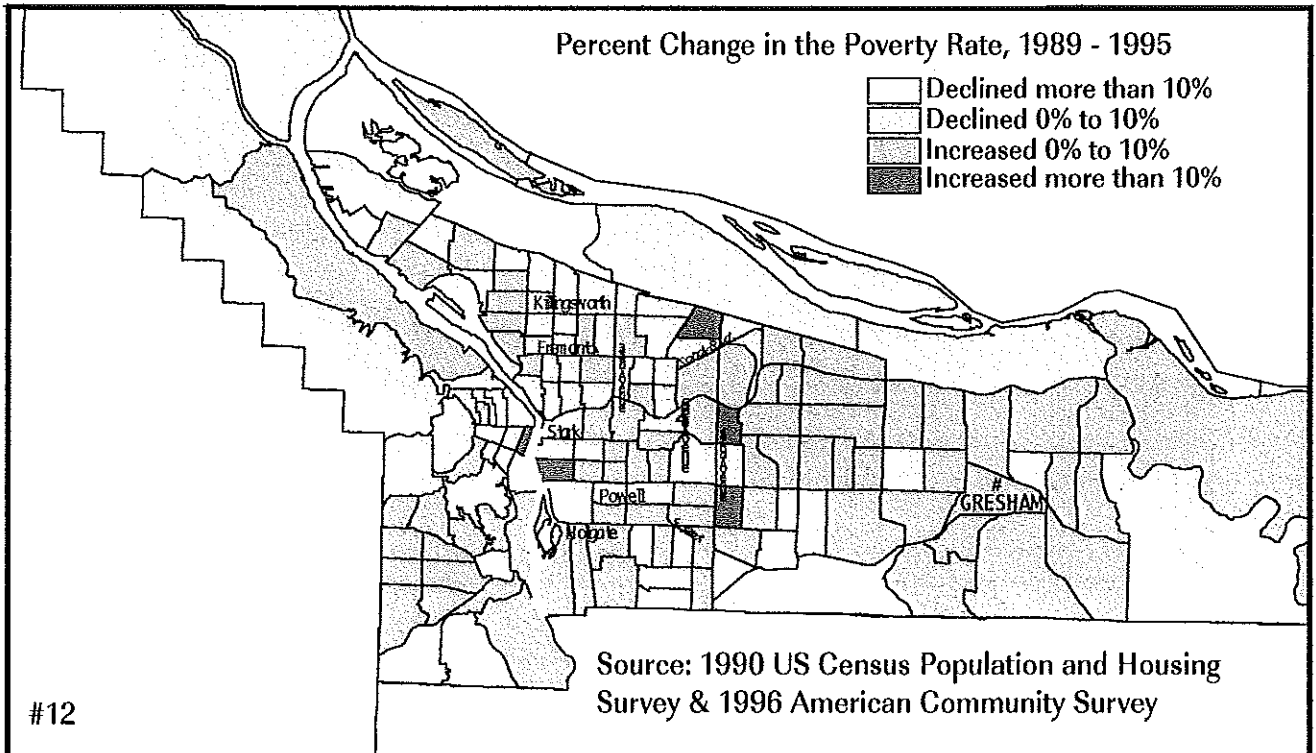 Percent Change in the Poverty Rate, 1989 - 1995
Declined more than 10%
Declined 0% to 10%
Increased 0% to 10%
Increased more than 10%
Killingsworth
Fremont
Stark
Powell
Holgate
#
GRESHAM
Source: 1990 US Census Population and Housing
Survey & 1996 American Community Survey
#12